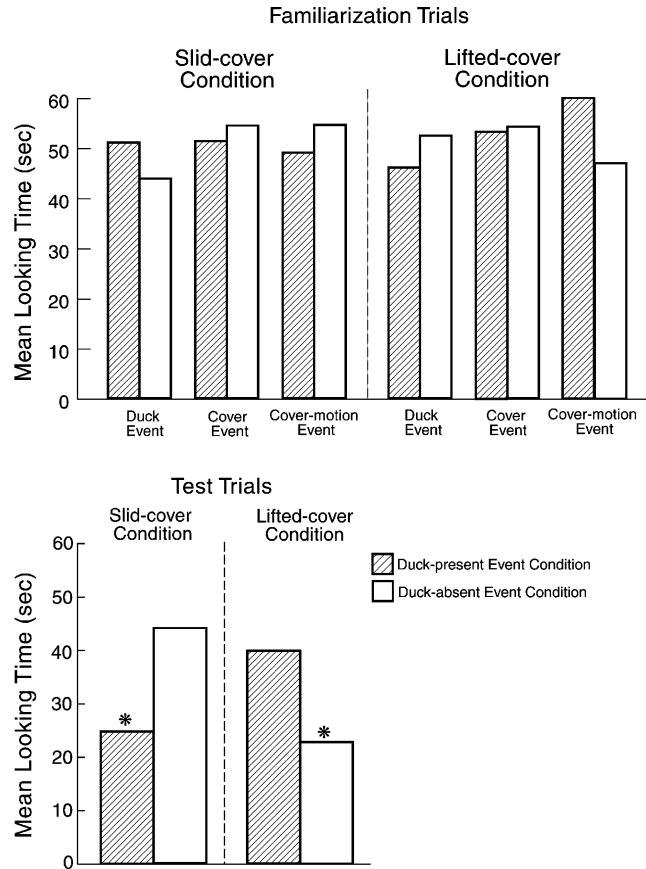 Familiarization Trials
Slid-cover Condition
Lifted-cover Condition
Mean Looking Time (sec)
60
50
40
30
20
10
0
Duck Event
Cover Event
Cover-motion Event
Duck Event
Cover Event
Cover-motion Event
Test Trials
Slid-cover Condition
Lifted-cover Condition
Mean Looking Time (sec)
60
50
40
30
20
10
0
*
*
Duck-present Event Condition
Duck-absent Event Condition